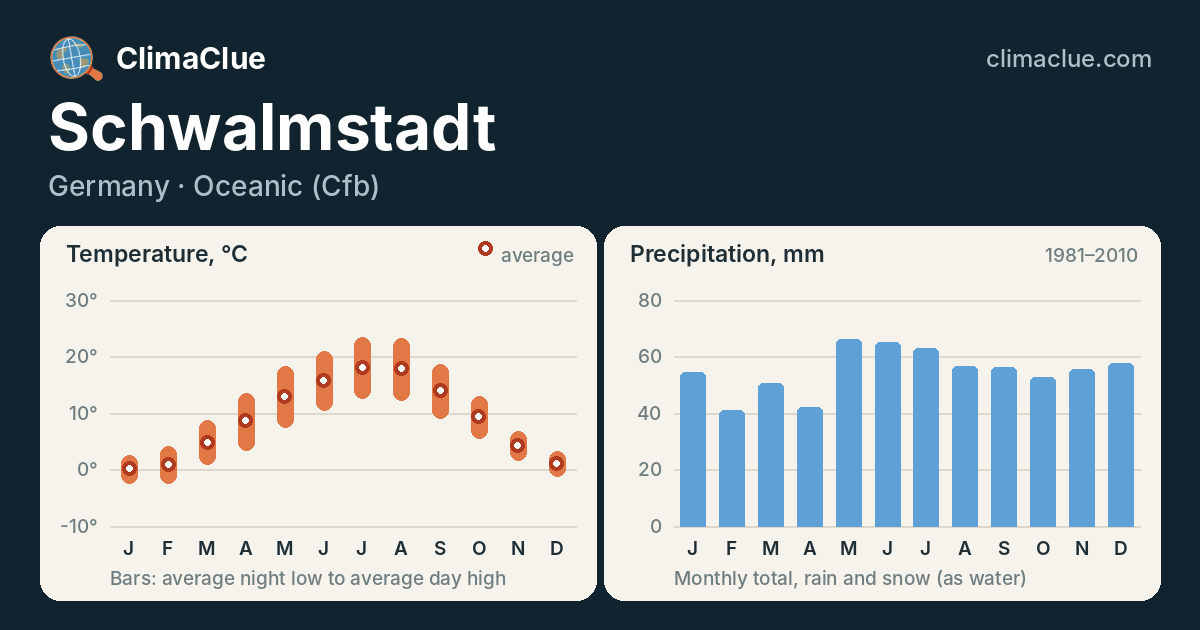 ClimaClue
climaclue.com
Schwalmstadt
Germany · Oceanic (Cfb)
Temperature, °C
average
30°
20°
10°
0°
-10°
J F M A M J J A S O N D
Bars: average night low to average day high
Precipitation, mm
1981–2010
80
60
40
20
0
J F M A M J J A S O N D
Monthly total, rain and snow (as water)